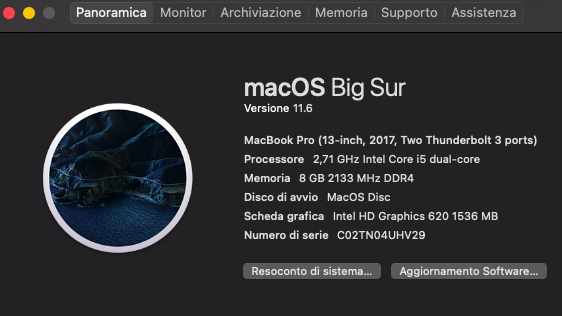 Panoramica Monitor Archiviazione Memoria Supporto Assistenza
macOS Big Sur
Versione 11.6
MacBook Pro (13-inch, 2017, Two Thunderbolt 3 ports)
Processore 2,71 GHz Intel Core i5 dual-core
Memoria 8 GB 2133 MHz DDR4
Disco di avvio MacOS Disc
Scheda grafica Intel HD Graphics 620 1536 MB
Numero di serie C02TN04UHV29
Resoconto di sistema... Aggiornamento Software...